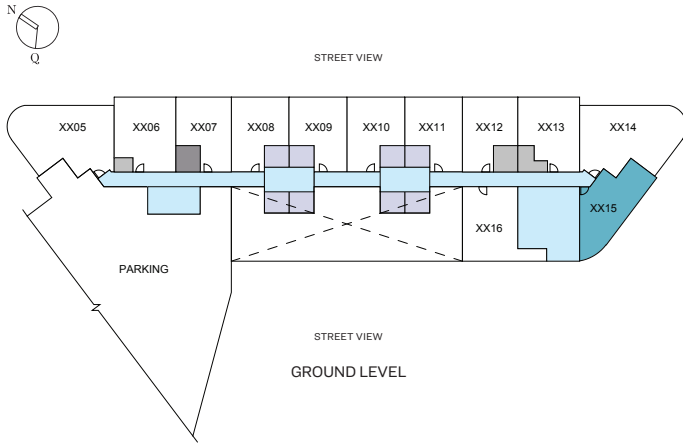 N
Q
STREET VIEW
XX05 XX06 XX07 XX08 XX09 XX10 XX11 XX12 XX13 XX14
XX15
XX16
PARKING
N
STREET VIEW
GROUND LEVEL